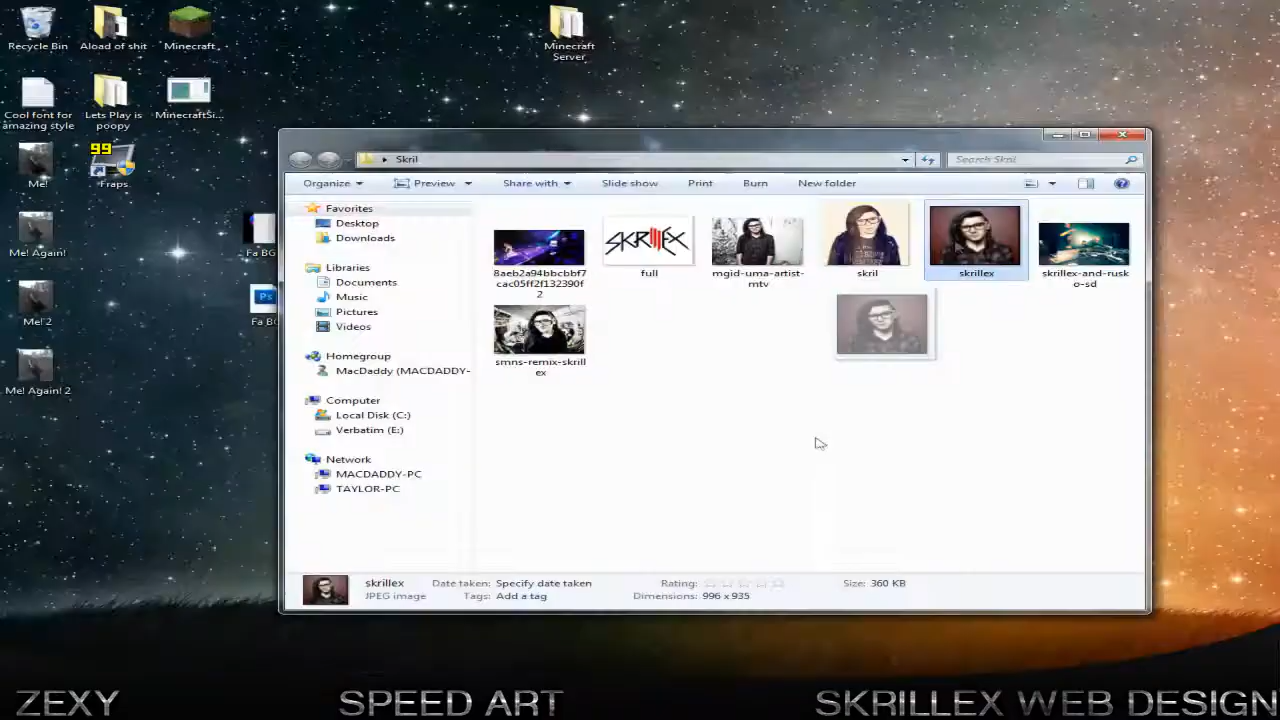 Recycle Bin
Aload of shit
Minecraft
Minecraft
Server
Cool font for
amazing style
Lets Play is
poopy
MinecraftSi...
99
Me!
Fraps
Me! Again!
Me! 2
Me! Again! 2
Fa BG
Ps
Fa BG
Skril
Search Skril
Organize
Preview
Share with
Slide show
Print
Burn
New folder
Favorites
Desktop
Downloads
Libraries
Documents
Music
Pictures
Videos
Homegroup
MacDaddy (MACDADDY-
Computer
Local Disk (C:)
Verbatim (E:)
Network
MACDADDY-PC
TAYLOR-PC
8aeb2a94bbcbbf7
cac05ff2f132390f
2
SKRILLEX
full
mgid-uma-artist-
mtv
skril
skrillex
skrillex-and-rusk
o-sd
smns-remix-skrill
ex
skrillex
JPEG image
Date taken: Specify date taken
Tags: Add a tag
Rating:
Dimensions: 996 x 935
Size: 360 KB
ZEXY
SPEED ART
SKRILLEX WEB DESIGN